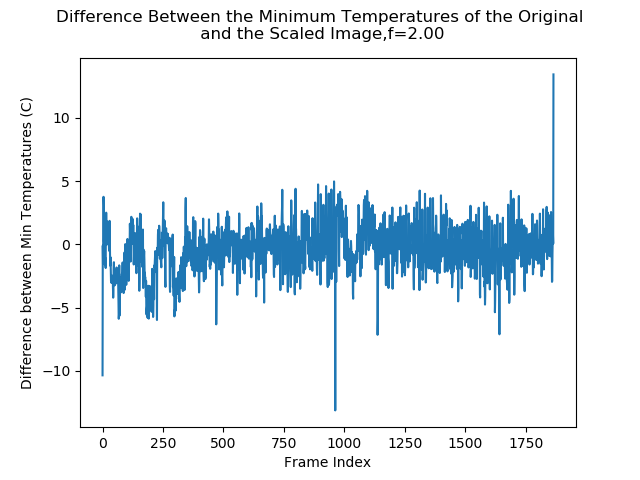 Difference Between the Minimum Temperatures of the Original
and the Scaled Image,f=2.00
Difference between Min Temperatures (C)
10
5
0
−5
−10
0 250 500 750 1000 1250 1500 1750
Frame Index